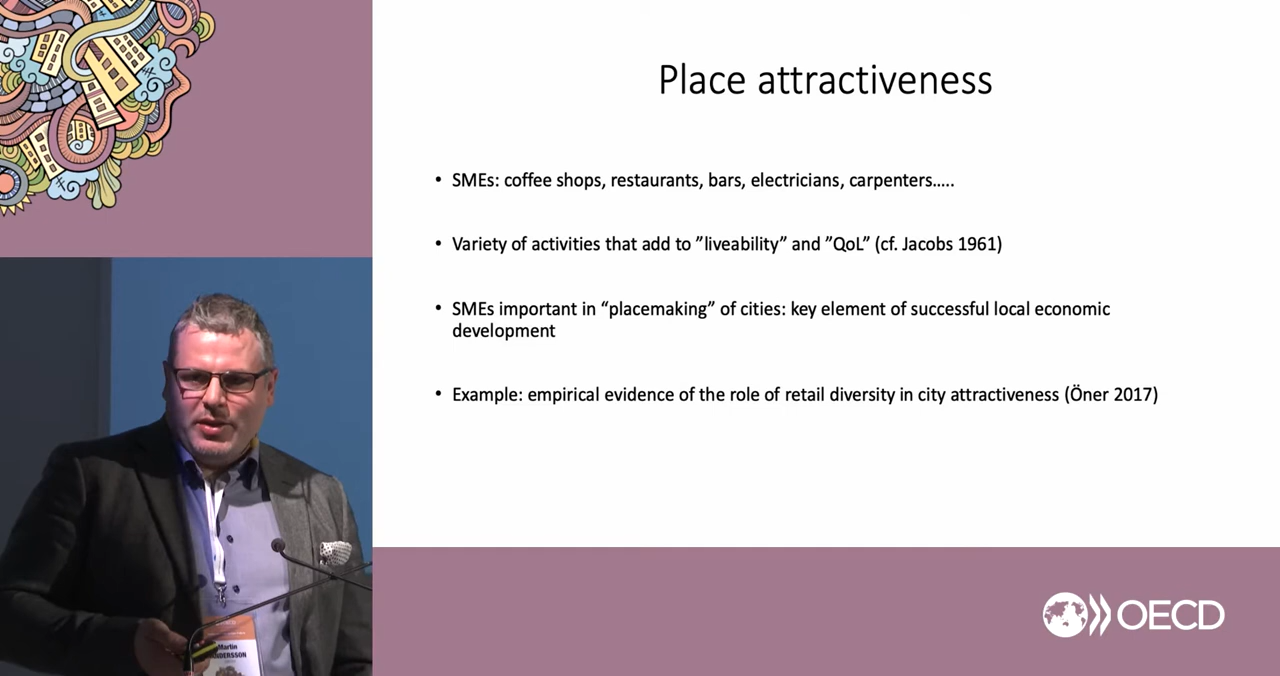 Place attractiveness
• SMEs: coffee shops, restaurants, bars, electricians, carpenters…..
• Variety of activities that add to ”liveability” and ”QoL” (cf. Jacobs 1961)
• SMEs important in “placemaking” of cities: key element of successful local economic
development
• Example: empirical evidence of the role of retail diversity in city attractiveness (Öner 2017)
Martin
OECD